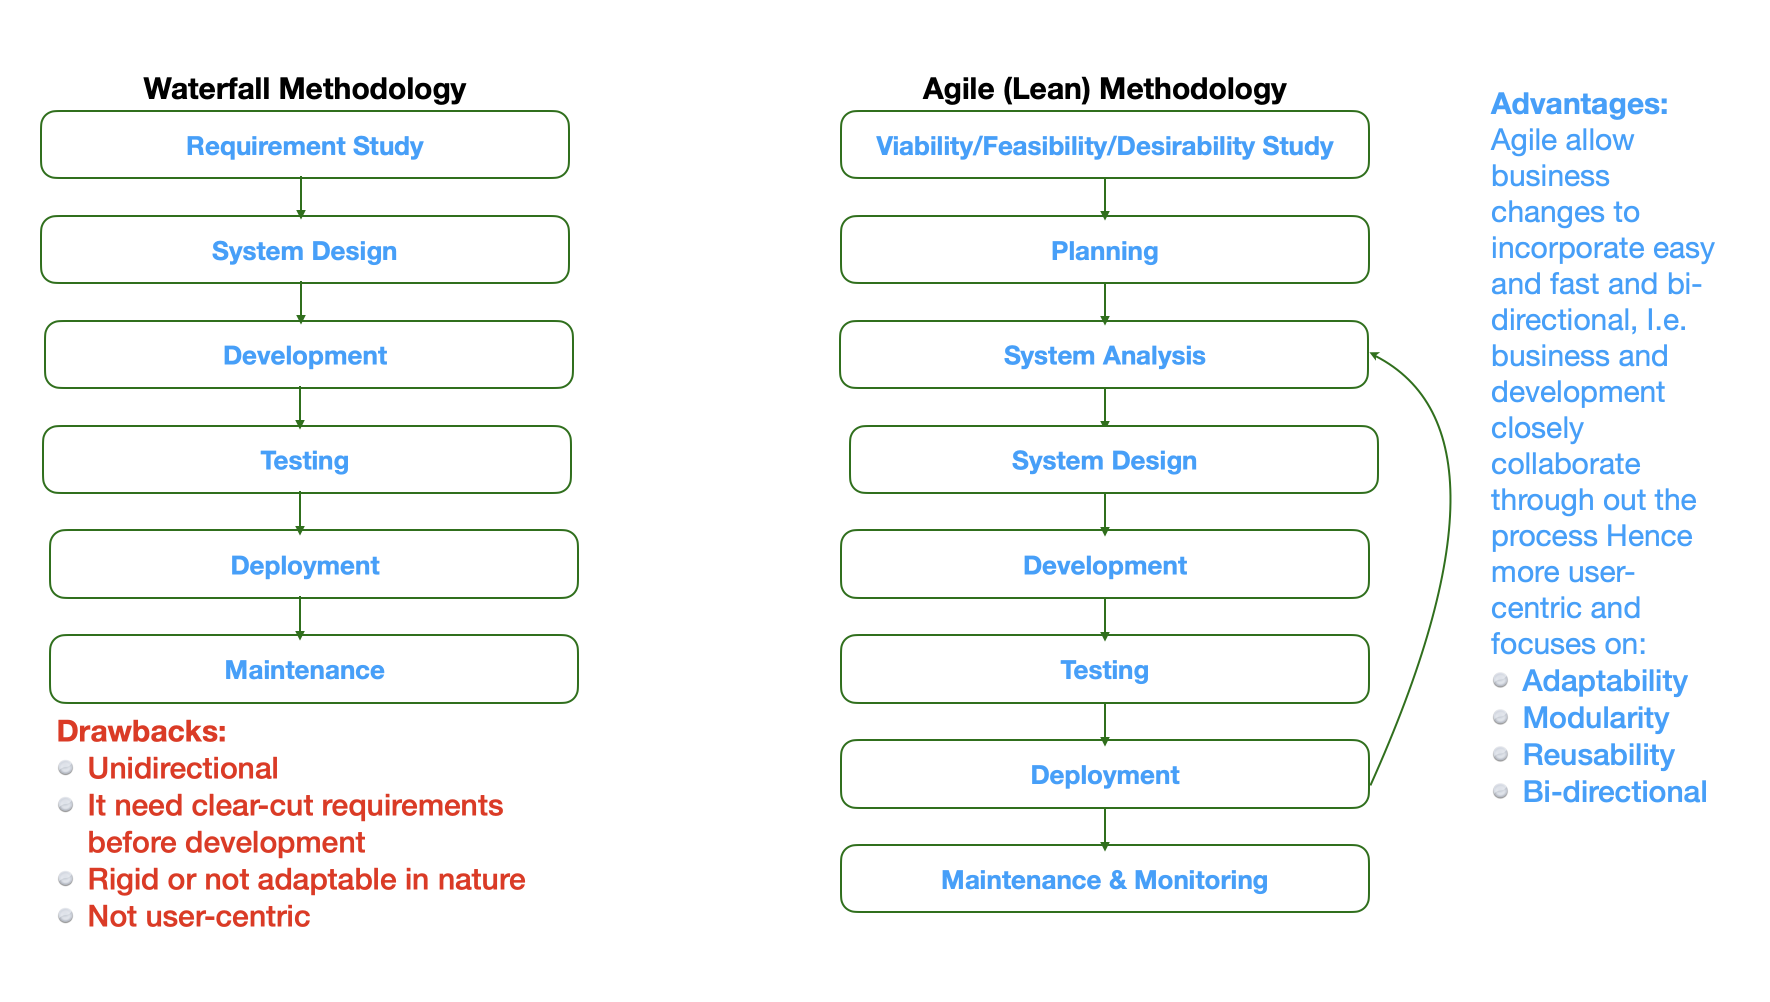 Waterfall Methodology
Requirement Study
System Design
Development
Testing
Deployment
Maintenance
Drawbacks:
Unidirectional
It need clear-cut requirements
before development
Rigid or not adaptable in nature
Not user-centric
Agile (Lean) Methodology
Viability/Feasibility/Desirability Study
Planning
System Analysis
System Design
Development
Testing
Deployment
Maintenance & Monitoring
Advantages:
Agile allow
business
changes to
incorporate easy
and fast and bi-
directional, I.e.
business and
development
closely
collaborate
through out the
process Hence
more user-
centric and
focuses on:
Adaptability
Modularity
Reusability
Bi-directional